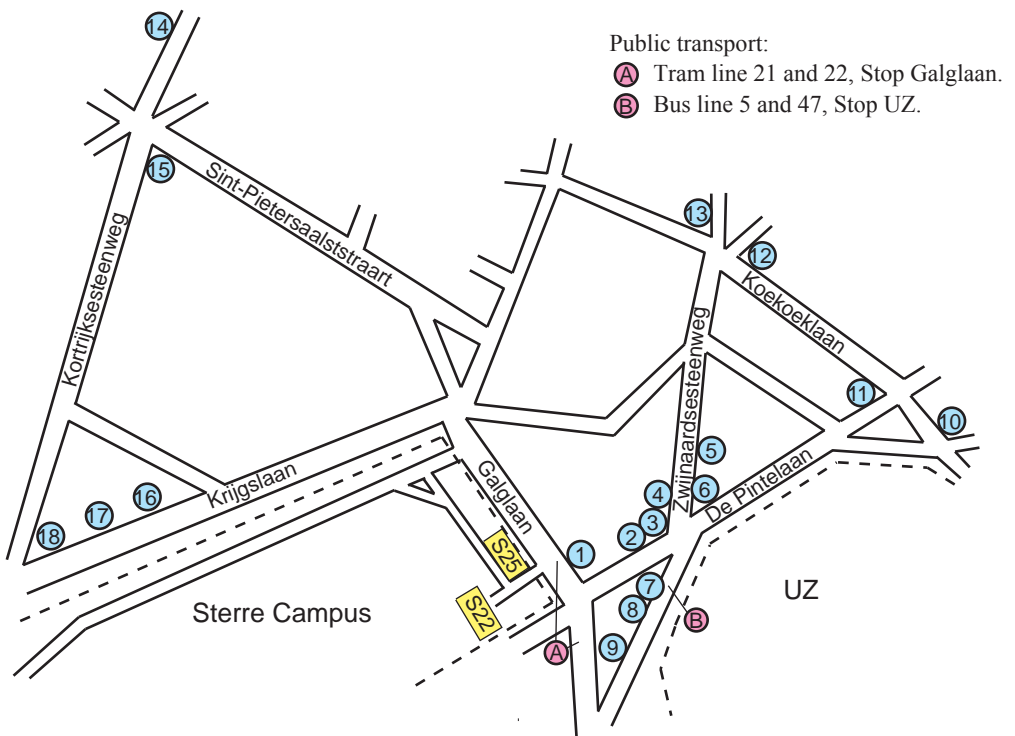 14
Public transport:
A Tram line 21 and 22, Stop Galglaan.
B Bus line 5 and 47, Stop UZ.
15
Sint-Pietersaalststraart
13
12
Kortrijksesteenweg
Koekoeklaan
Zwijnaardsesteenweg
11
10
Krijgslaan
Galglaan
5
4
6
De Pintelaan
16
17
18
3
2
1
S25
S22
7
8
9
UZ
Sterre Campus
B
A